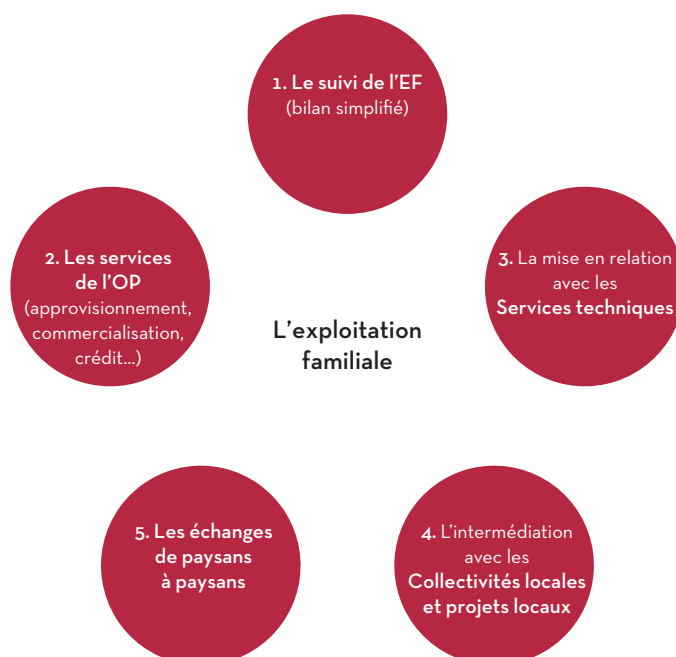 1. Le suivi de l’EF
(bilan simplifié)
2. Les services
de l’OP
(approvisionnement,
commercialisation,
crédit...)
3. La mise en relation
avec les
Services techniques
L’exploitation
familiale
5. Les échanges
de paysans
à paysans
4. L’intermédiation
avec les
Collectivités locales
et projets locaux